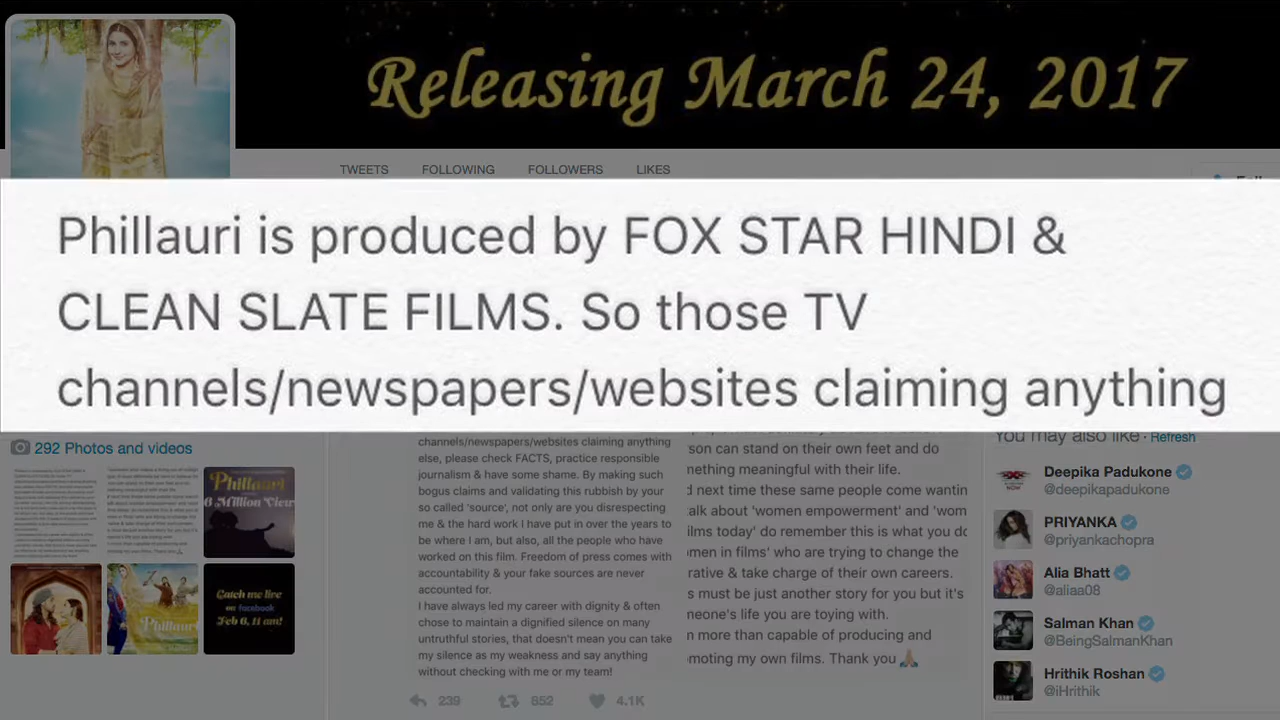 Releasing March 24, 2017
TWEETS FOLLOWING FOLLOWERS LIKES
Phillauri is produced by FOX STAR HINDI &
CLEAN SLATE FILMS. So those TV
channels/newspapers/websites claiming anything
292 Photos and videos
Phillauri
6 Million View
Phillauri
Catch me live
on facebook
Feb 6, 11 am!
channels/newspapers/websites claiming anything
else, please check FACTS, practice responsible
journalism & have some shame. By making such
bogus claims and validating this rubbish by your
so called 'source', not only are you disrespecting
me & the hard work I have put in over the years to
be where I am, but also, all the people who have
worked on this film. Freedom of press comes with
accountability & your fake sources are never
accounted for.
I have always led my career with dignity & often
chose to maintain a dignified silence on many
untruthful stories, that doesn't mean you can take
my silence as my weakness and say anything
without checking with me or my team!
son can stand on their own feet and do
nething meaningful with their life.
d next time these same people come wantin
alk about 'women empowerment' and 'wom
ilms today' do remember this is what you do
men in films' who are trying to change the
rative & take charge of their own careers.
s must be just another story for you but it's
neone's life you are toying with.
n more than capable of producing and
moting my own films. Thank you 🙏🏼
239 852 4.1K
You may also like · Refresh
Deepika Padukone
@deepikapadukone
PRIYANKA
@priyankachopra
Alia Bhatt
@aliaa08
Salman Khan
@BeingSalmanKhan
Hrithik Roshan
@iHrithik